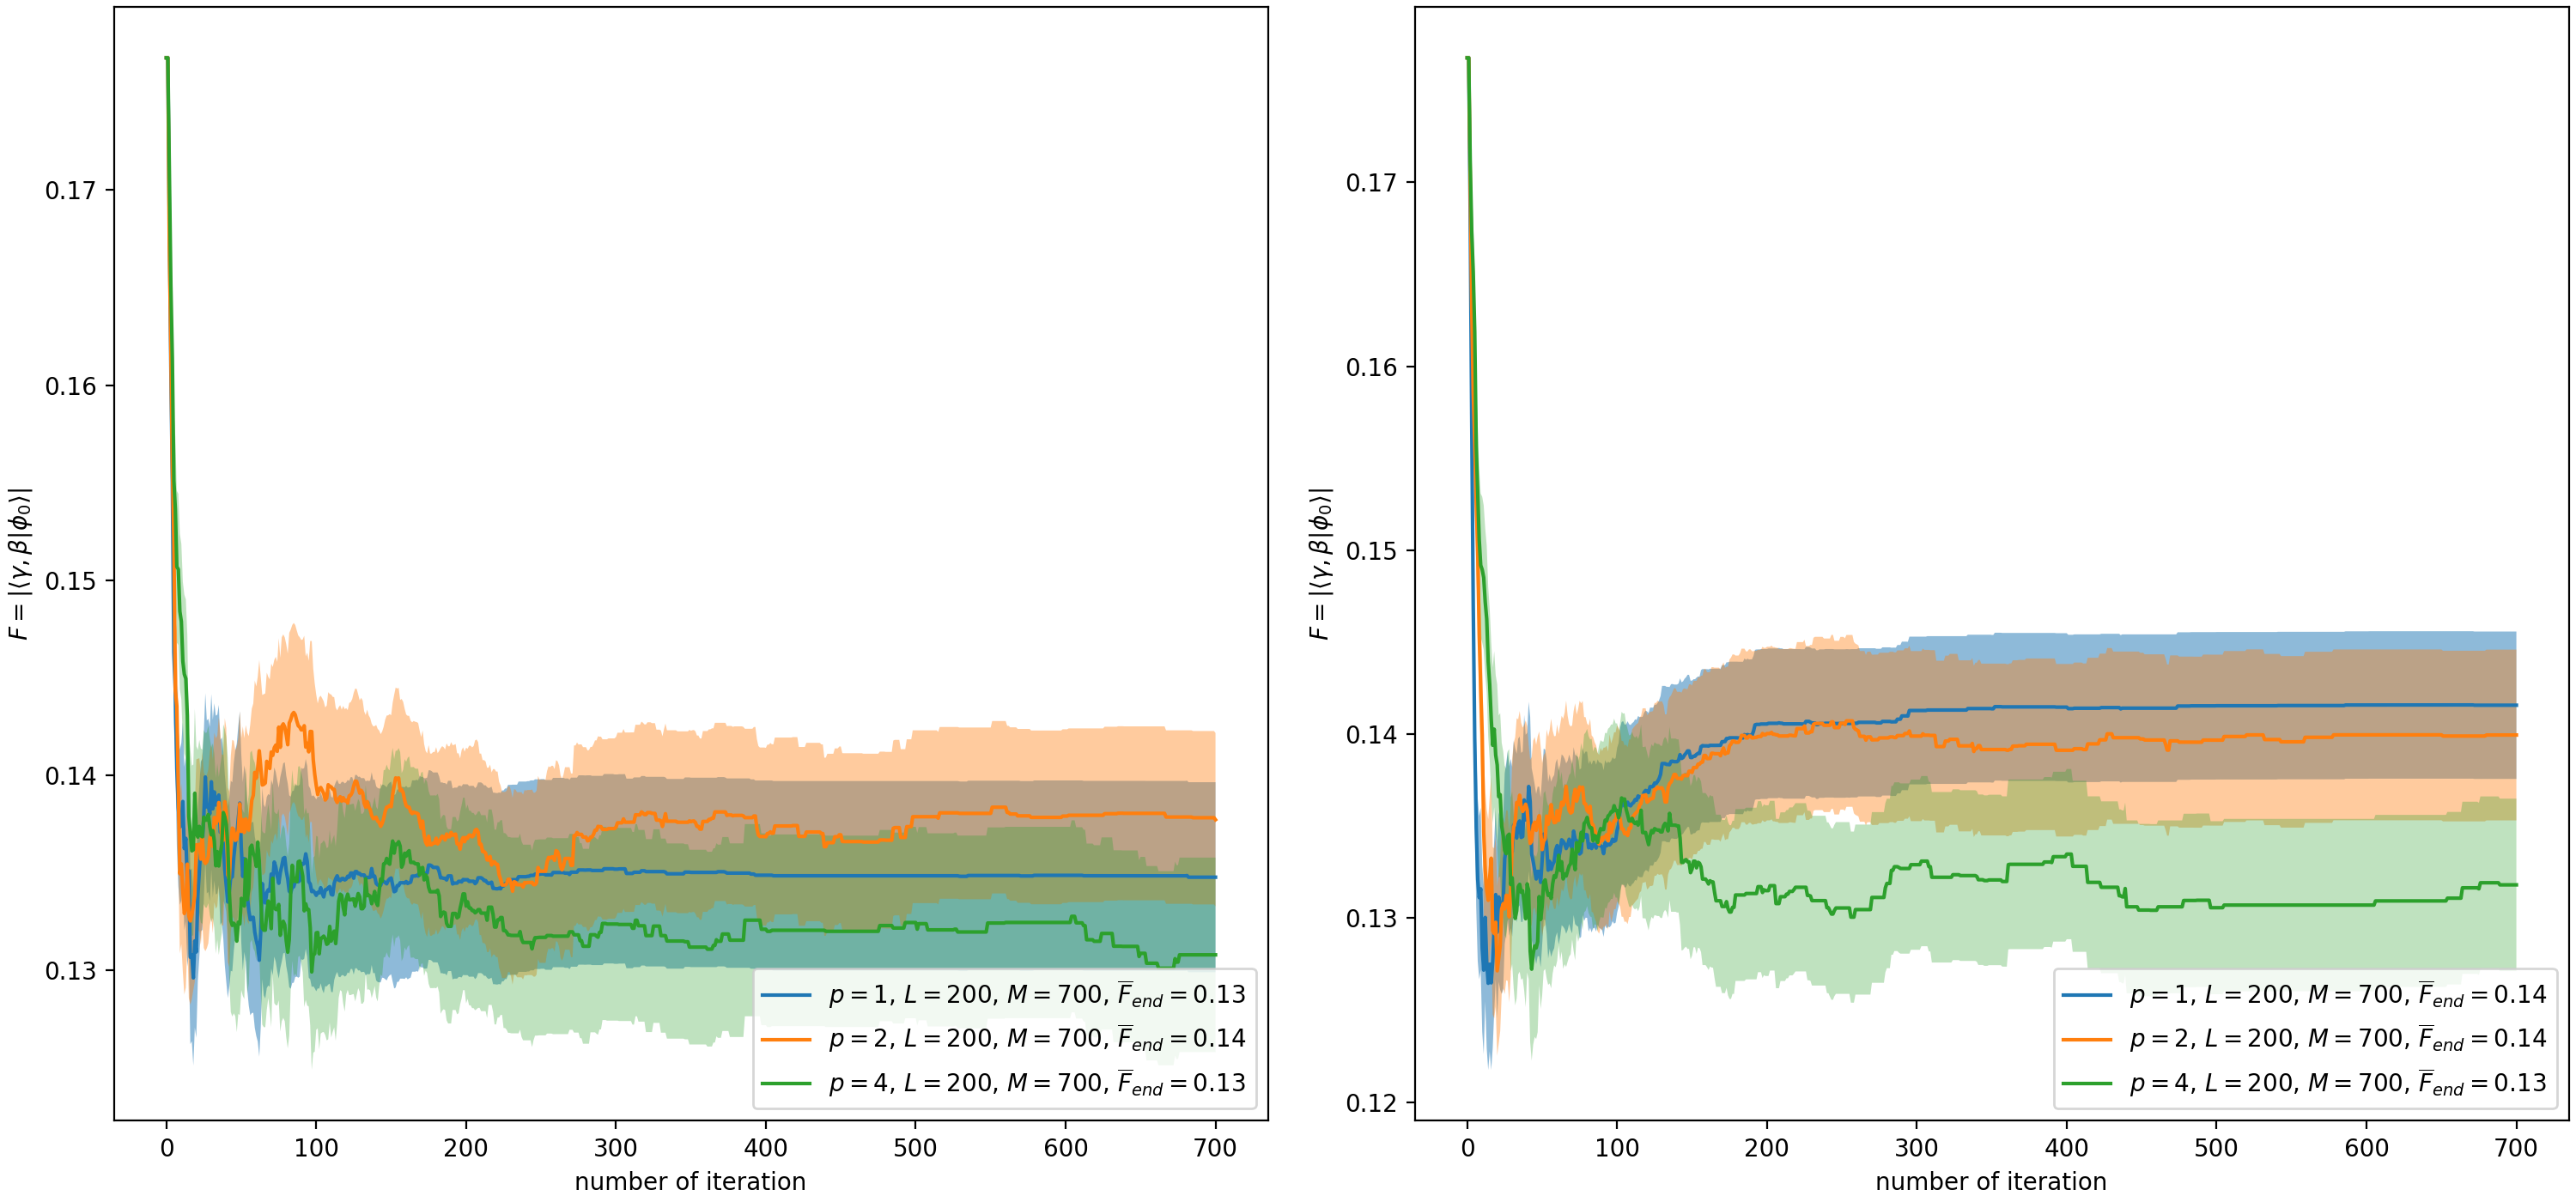 0.17
0.16
0.15
0.14
0.13
F = |⟨γ, β|ϕ₀⟩|
0 100 200 300 400 500 600 700
number of iteration
p = 1, L = 200, M = 700, F̅_end = 0.13
p = 2, L = 200, M = 700, F̅_end = 0.14
p = 4, L = 200, M = 700, F̅_end = 0.13
0.17
0.16
0.15
0.14
0.13
0.12
F = |⟨γ, β|ϕ₀⟩|
0 100 200 300 400 500 600 700
number of iteration
p = 1, L = 200, M = 700, F̅_end = 0.14
p = 2, L = 200, M = 700, F̅_end = 0.14
p = 4, L = 200, M = 700, F̅_end = 0.13